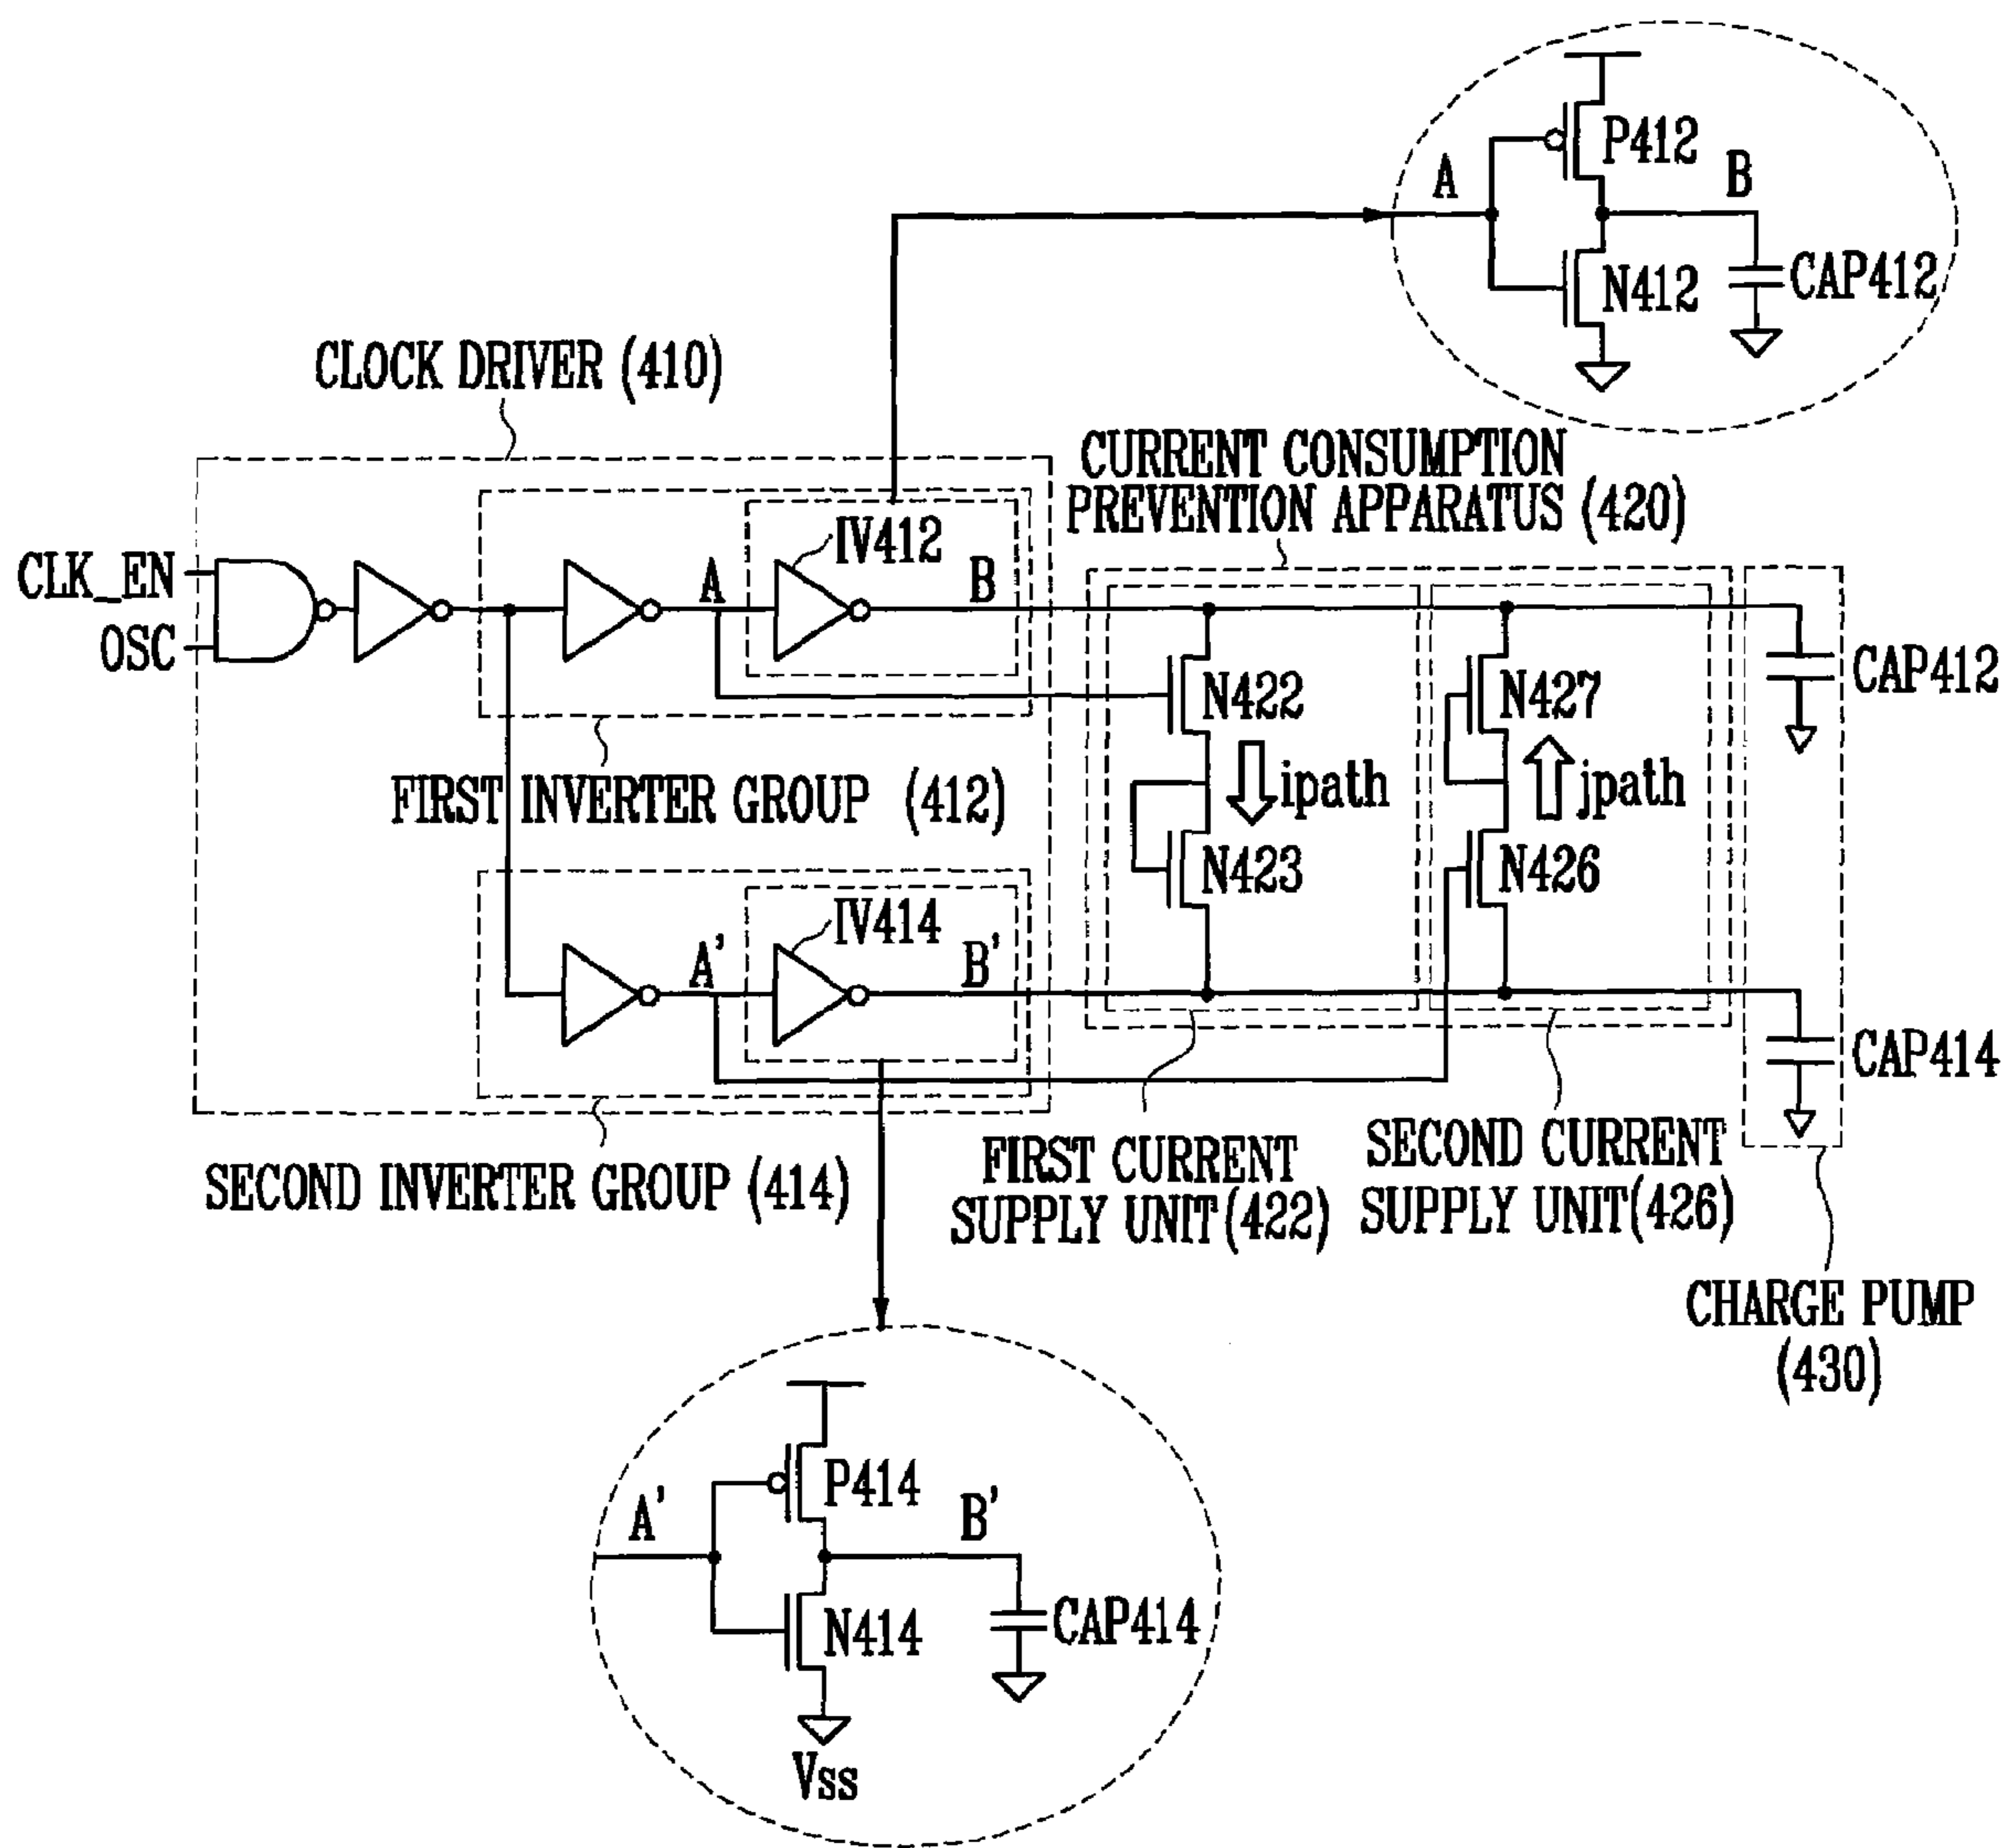 P412
A
B
N412
CAP412
CLOCK DRIVER (410)
CURRENT CONSUMPTION
PREVENTION APPARATUS (420)
IV412
CLK_EN
A
B
OSC
N422
N427
CAP412
ipath
jpath
FIRST INVERTER GROUP (412)
N423
N426
IV414
A'
B'
CAP414
SECOND INVERTER GROUP (414)
FIRST CURRENT
SUPPLY UNIT(422)
SECOND CURRENT
SUPPLY UNIT(426)
CHARGE PUMP
(430)
P414
A'
B'
N414
CAP414
Vss